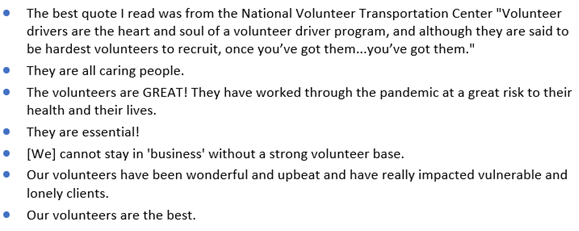 • The best quote I read was from the National Volunteer Transportation Center "Volunteer
drivers are the heart and soul of a volunteer driver program, and although they are said to
be hardest volunteers to recruit, once you’ve got them...you’ve got them."
• They are all caring people.
• The volunteers are GREAT! They have worked through the pandemic at a great risk to their
health and their lives.
• They are essential!
• [We] cannot stay in 'business' without a strong volunteer base.
• Our volunteers have been wonderful and upbeat and have really impacted vulnerable and
lonely clients.
• Our volunteers are the best.